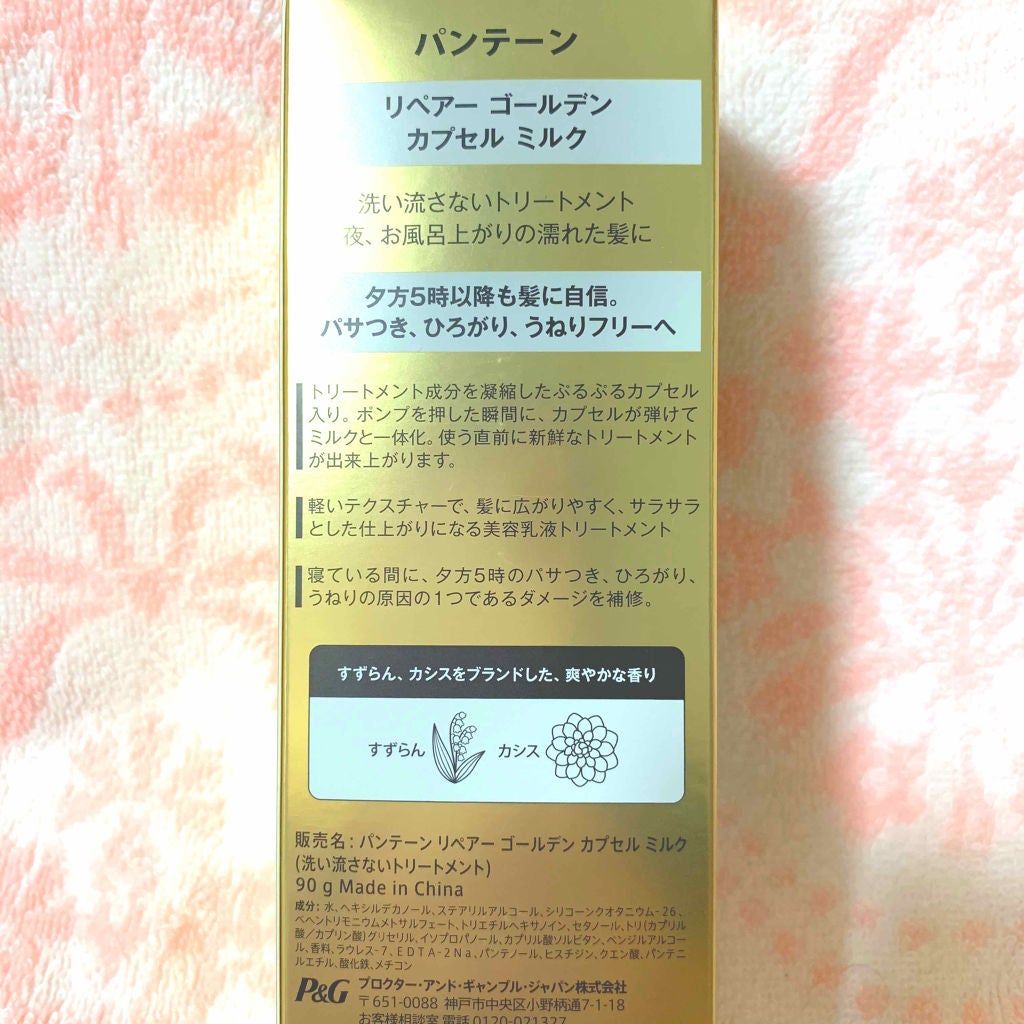 パンテーン
リペアー ゴールデン
カプセル ミルク
洗い流さないトリートメント
夜、お風呂上がりの濡れた髪に
夕方5時以降も髪に自信。
パサつき、ひろがり、うねりフリーへ
トリートメント成分を凝縮したぷるぷるカプセル
入り。ポンプを押した瞬間に、カプセルが弾けて
ミルクと一体化。使う直前に新鮮なトリートメント
が出来上がります。
軽いテクスチャーで、髪に広がりやすく、サラサラ
とした仕上がりになる美容乳液トリートメント
寝ている間に、夕方5時のパサつき、ひろがり、
うねりの原因の1つであるダメージを補修。
すずらん、カシスをブランドした、爽やかな香り
すずらん カシス
販売名：パンテーン リペアー ゴールデン カプセル ミルク
(洗い流さないトリートメント)
90 g Made in China
成分：水、ヘキシルデカノール、ステアリルアルコール、シリコーンクオタニウム-26、
ベヘントリモニウムメトサルフェート、トリエチルヘキサノイン、セタノール、トリ(カプリル
酸/カプリン酸)グリセリル、イソプロパノール、カプリル酸ソルビタン、ベンジルアルコー
ル、香料、ラウレス-7、EDTA-2Na、パンテノール、ヒスチジン、クエン酸、パンテニ
ルエチル、酸化鉄、メチコン
P&G プロクター・アンド・ギャンブル・ジャパン株式会社
〒651-0088 神戸市中央区小野柄通7-1-18
お客様相談室 電話 0120-021327